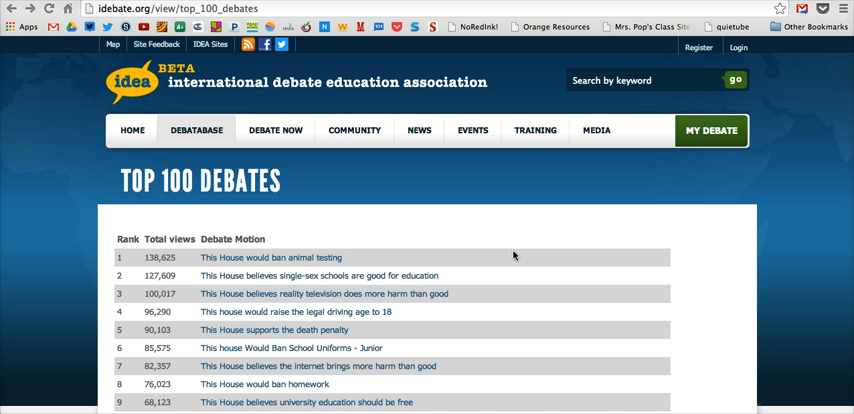 idebate.org/view/top_100_debates
Apps
NoRedInk!
Orange Resources
Mrs. Pop's Class Site
quietube
Other Bookmarks
Map
Site Feedback
IDEA Sites
Register
Login
idea
BETA
international debate education association
Search by keyword
go
HOME
DEBATABASE
DEBATE NOW
COMMUNITY
NEWS
EVENTS
TRAINING
MEDIA
MY DEBATE
TOP 100 DEBATES
Rank Total views Debate Motion
1 138,625 This House would ban animal testing
2 127,609 This House believes single-sex schools are good for education
3 100,017 This House believes reality television does more harm than good
4 96,290 This house would raise the legal driving age to 18
5 90,103 This House supports the death penalty
6 85,575 This house Would Ban School Uniforms - Junior
7 82,357 This House believes the internet brings more harm than good
8 76,023 This House would ban homework
9 68,123 This House believes university education should be free